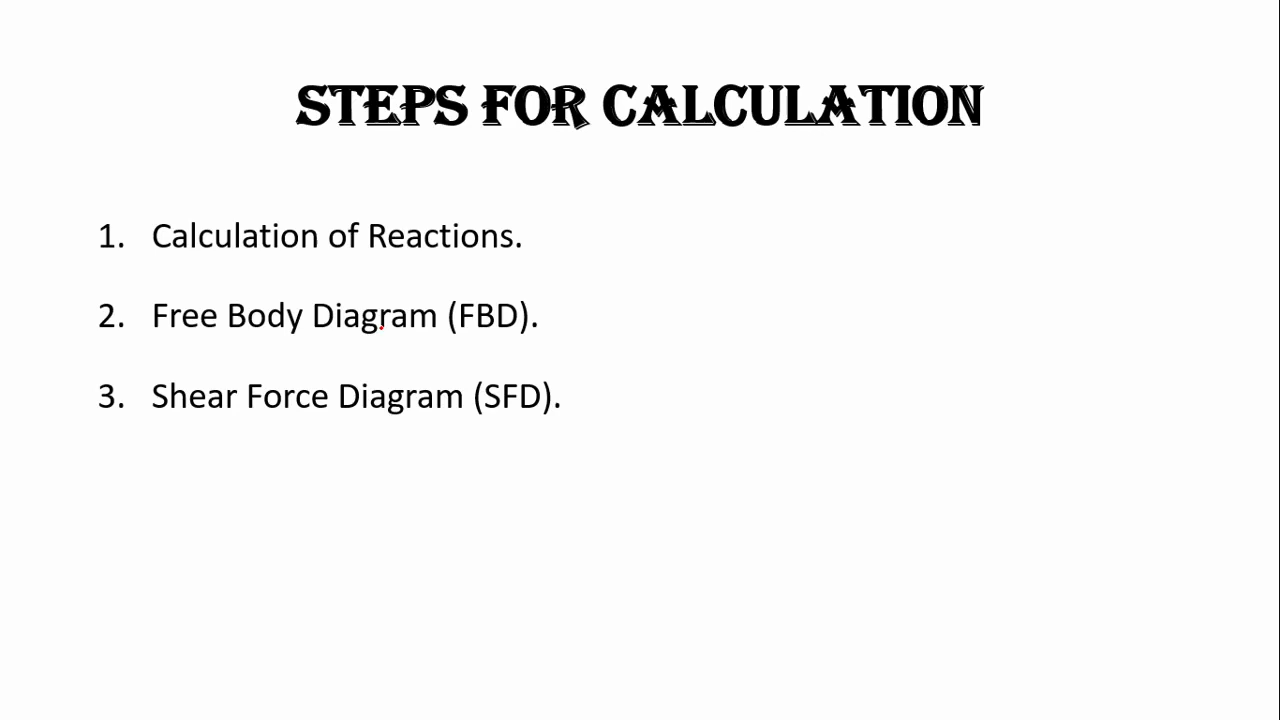 STEPS FOR CALCULATION
1. Calculation of Reactions.
2. Free Body Diagram (FBD).
3. Shear Force Diagram (SFD).